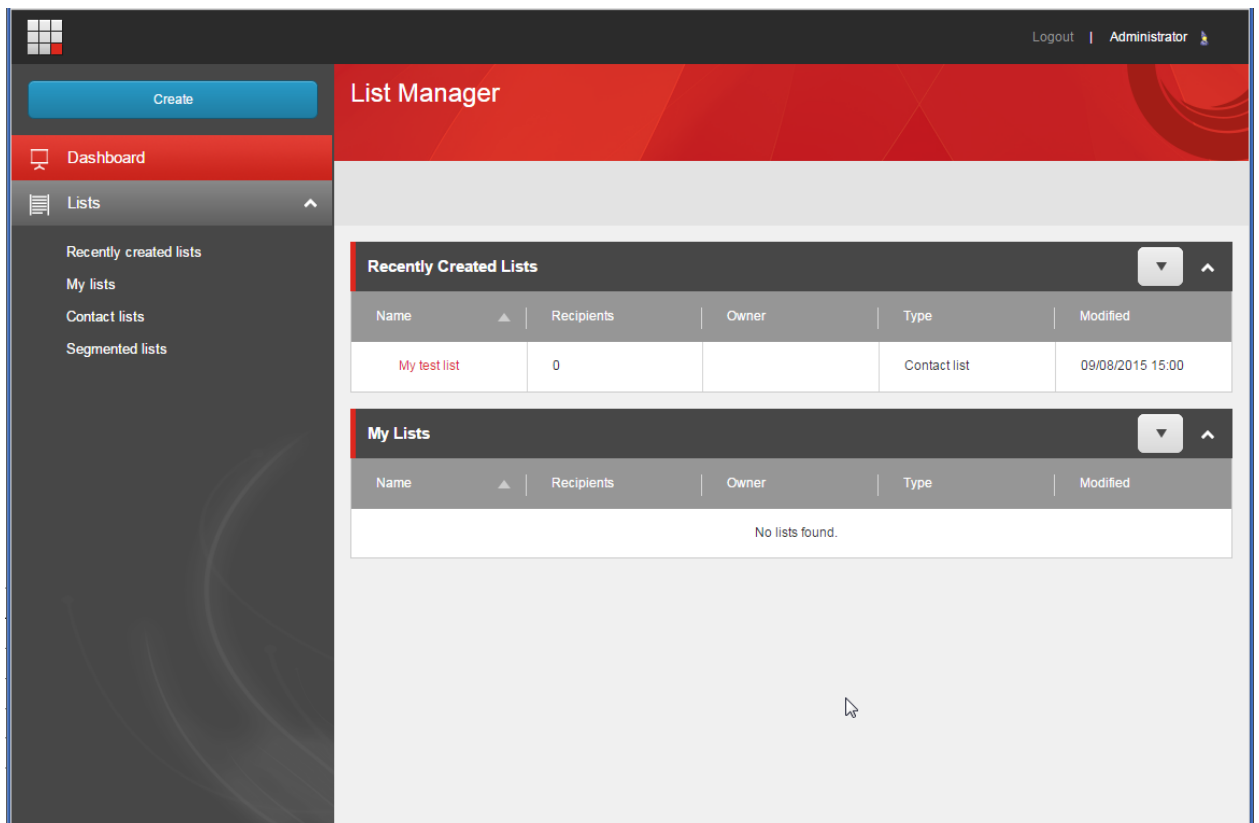 Logout | Administrator
Create
List Manager
Dashboard
Lists
Recently created lists
My lists
Contact lists
Segmented lists
Recently Created Lists
Name Recipients Owner Type Modified
My test list 0 Contact list 09/08/2015 15:00
My Lists
Name Recipients Owner Type Modified
No lists found.